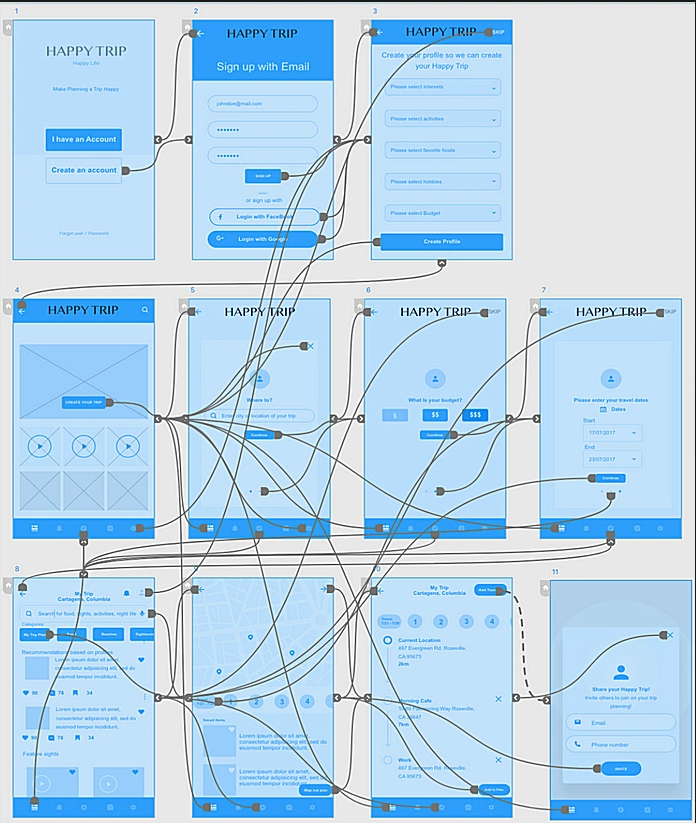 1
HAPPY TRIP
Happy Life
Make Planning a Trip Happy
I have an Account
Create an account
Forget user / Password
2
HAPPY TRIP
Sign up with Email
johndoe@mail.com
SIGN UP
or sign up with
Login with FaceBook
Login with Google
3
HAPPY TRIP
SKIP
Create your profile so we can create
your Happy Trip
Please select interests
Please select activities
Please select favorite foods
Please select hobbies
Please select Budget
Create Profile
4
HAPPY TRIP
CREATE YOUR TRIP
5
HAPPY TRIP
Where to?
Enter city or location of your trip
Continue
6
HAPPY TRIP
SKIP
What is your budget?
$
$$
$$$
Continue
7
HAPPY TRIP
SKIP
Please enter your travel dates
Dates
Start
17/07/2017
End
23/07/2017
Continue
8
My Trip
Cartagena, Columbia
Search for food, sights, activities, night life
Categories
My Trip Plan
Beaches
Recommendations based on profile
Lorem ipsum dolor sit amet,
consectetur adipiscing elit, sed do
eiusmod tempor incididunt.
90
78
34
Lorem ipsum dolor sit amet,
consectetur adipiscing elit, sed do
eiusmod tempor incididunt.
90
78
34
Feature sights
9
My Trip
1
2
3
4
Saved items
Lorem ipsum dolor sit amet,
consectetur adipiscing elit, sed do
eiusmod tempor incididunt.
Lorem ipsum dolor sit amet,
consectetur adipiscing elit, sed do
eiusmod tempor incididunt.
Map out plan
10
My Trip
Cartagena, Columbia
1
2
3
4
Current Location
497 Evergreen Rd. Roseville,
CA 95673
2km
Morning Cafe
Way Roseville,
7km
Work
497 Evergreen Rd. Roseville,
CA 95673
Add to Plan
11
Share your Happy Trip!
Invite others to join on your trip
planning!
Email
Phone number
INVITE